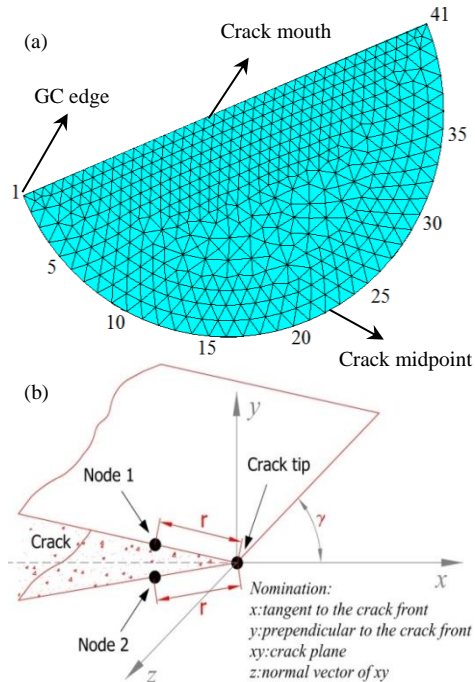 (a)
Crack mouth
41
GC edge
35
1
30
5
25
10
20
15
Crack midpoint
(b)
y
Node 1
Crack tip
r
γ
Crack
x
r
Node 2
Nomination:
x:tangent to the crack front
y:prependicular to the crack front
xy:crack plane
z
z:normal vector of xy